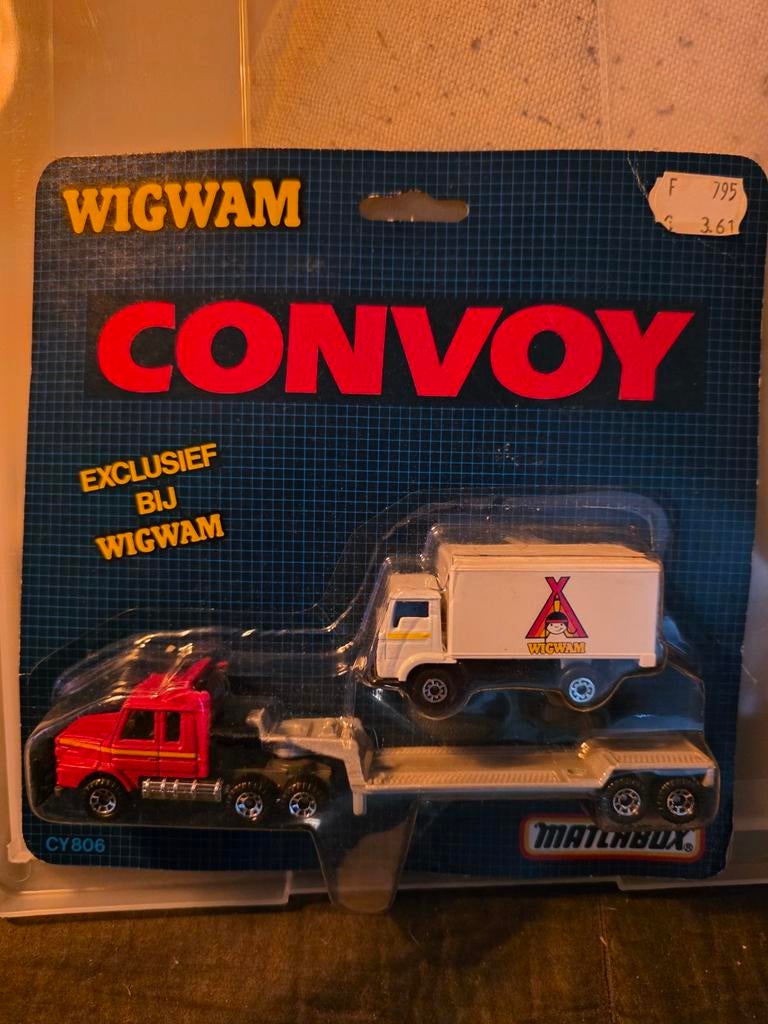 WIGWAM
F 795
3.61
CONVOY
EXCLUSIEF
BIJ
WIGWAM
WIGWAM
CY806
MATCHBOX®